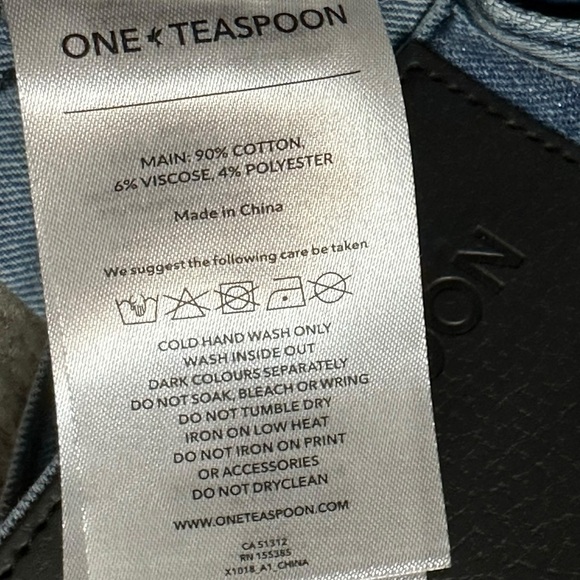 ONE TEASPOON
MAIN: 90% COTTON,
6% VISCOSE, 4% POLYESTER
Made in China
We suggest the following care be taken
COLD HAND WASH ONLY
WASH INSIDE OUT
DARK COLOURS SEPARATELY
DO NOT SOAK, BLEACH OR WRING
DO NOT TUMBLE DRY
IRON ON LOW HEAT
DO NOT IRON ON PRINT
OR ACCESSORIES
DO NOT DRYCLEAN
WWW.ONETEASPOON.COM
CA 51312
RN 155385
X1018_A1_CHINA
OON